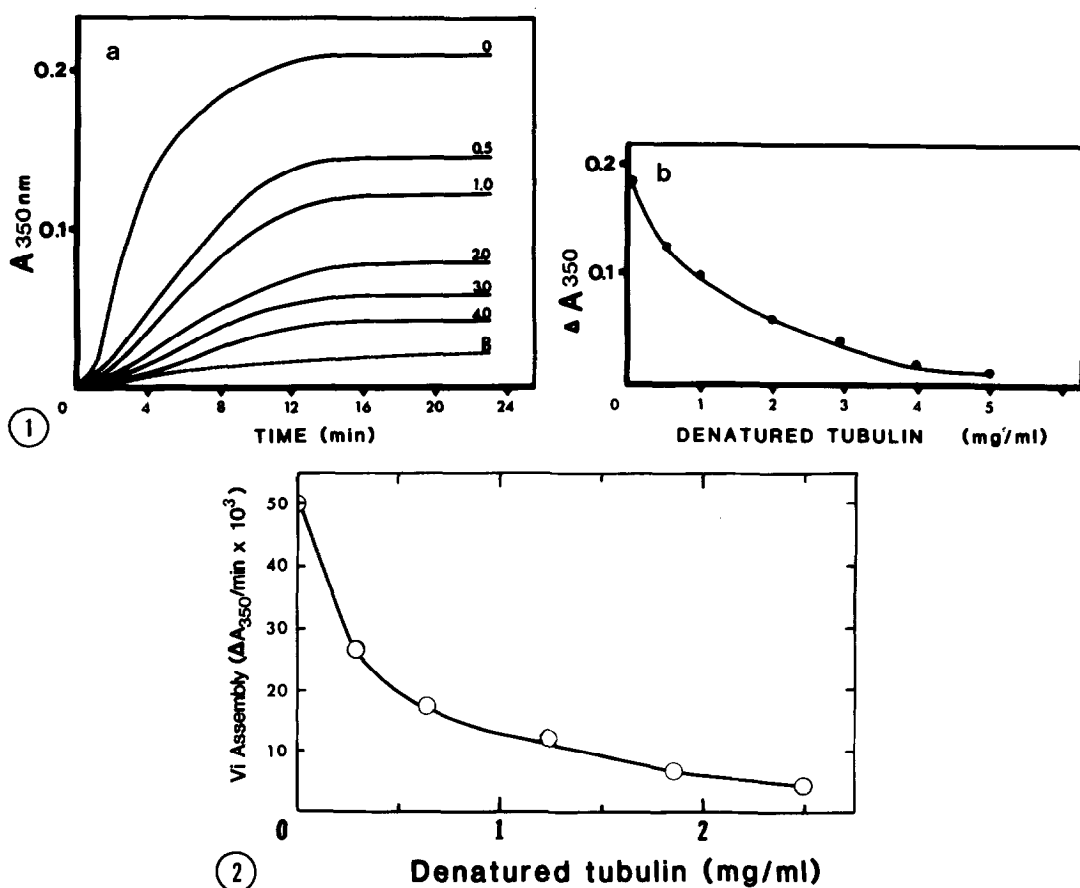 a
0.2
0.1
A 350nm
0
0.5
1.0
2.0
3.0
4.0
0 4 8 12 16 20 24
TIME (min)
1
b
0.2
0.1
Δ A 350
0 1 2 3 4 5
DENATURED TUBULIN (mg/ml)
50
40
30
20
10
Vi Assembly (ΔA350/min x 10³)
0 1 2
Denatured tubulin (mg/ml)
2